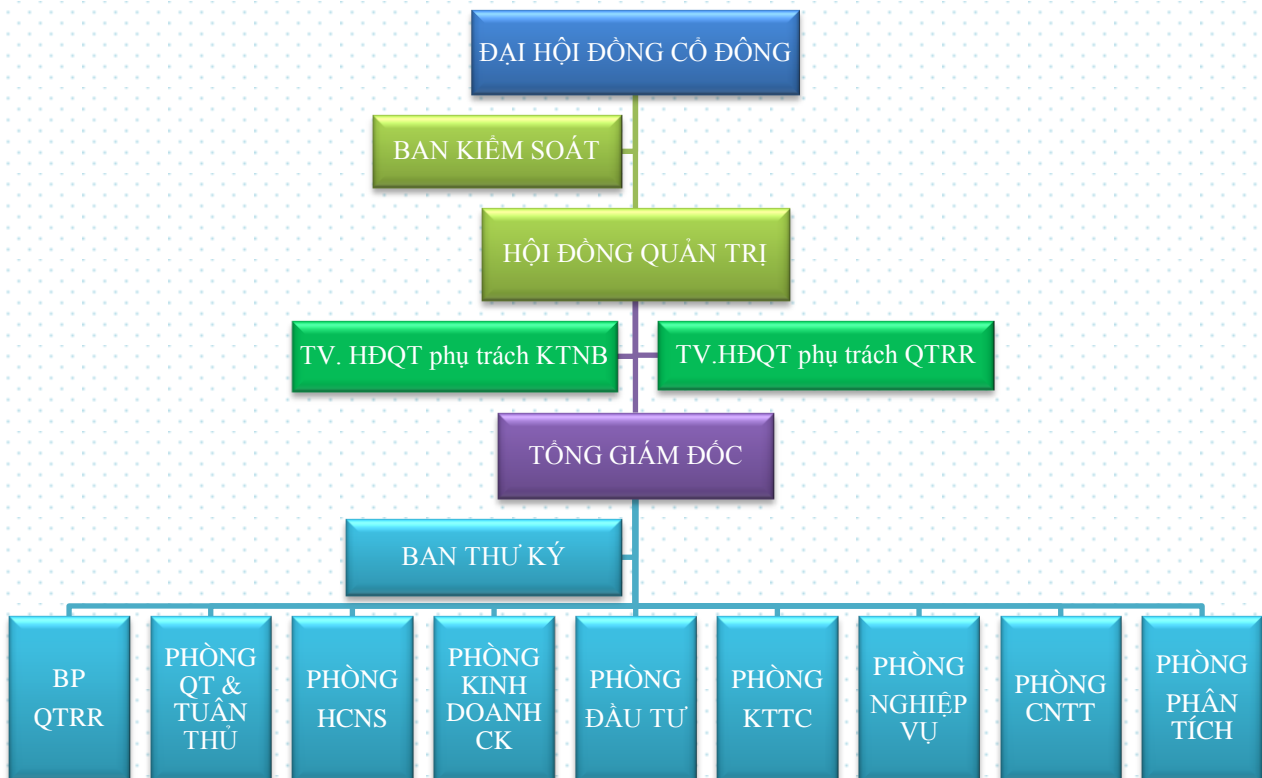 ĐẠI HỘI ĐỒNG CỔ ĐÔNG
BAN KIỂM SOÁT
HỘI ĐỒNG QUẢN TRỊ
TV. HĐQT phụ trách KTNB
TV.HĐQT phụ trách QTRR
TỔNG GIÁM ĐỐC
BAN THƯ KÝ
BP
QTRR
PHÒNG
QT &
TUÂN
THỦ
PHÒNG
HCNS
PHÒNG
KINH
DOANH
CK
PHÒNG
ĐẦU TƯ
PHÒNG
KTTC
PHÒNG
NGHIỆP
VỤ
PHÒNG
CNTT
PHÒNG
PHÂN
TÍCH